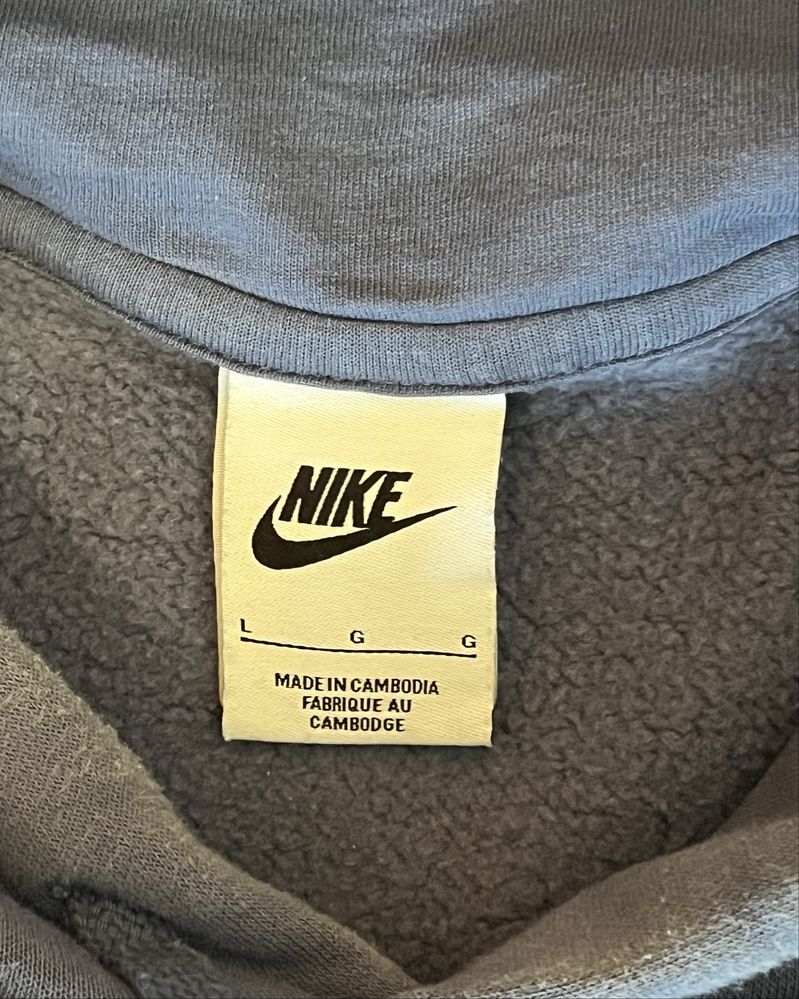 NIKE
L G G
MADE IN CAMBODIA
FABRIQUE AU
CAMBODGE